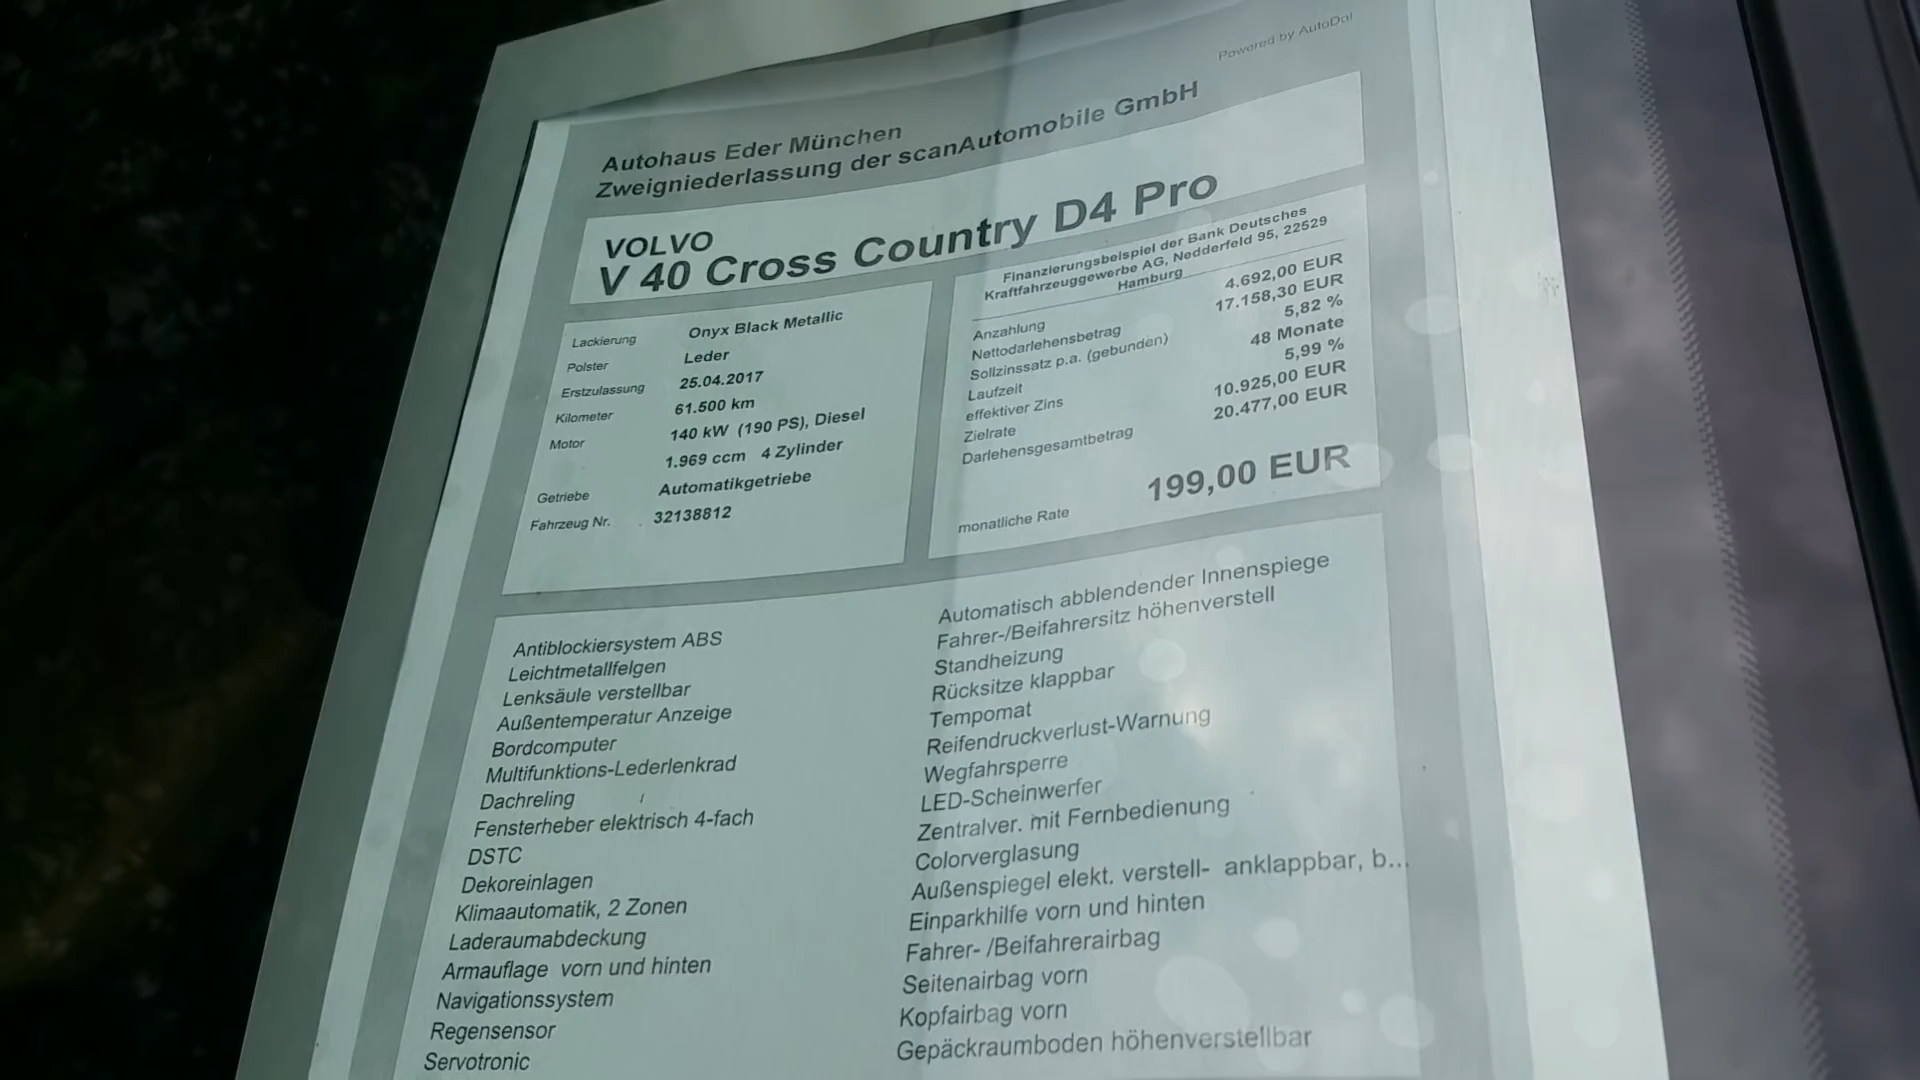 Powered by AutoDo!
Autohaus Eder München
Zweigniederlassung der scanAutomobile GmbH
VOLVO
V 40 Cross Country D4 Pro
Lackierung Onyx Black Metallic
Polster Leder
Erstzulassung 25.04.2017
Kilometer 61.500 km
Motor 140 kW (190 PS), Diesel
1.969 ccm 4 Zylinder
Getriebe Automatikgetriebe
Fahrzeug Nr. 32138812
Finanzierungsbeispiel der Bank Deutsches
Kraftfahrzeuggewerbe AG, Nedderfeld 95, 22529
Hamburg
Anzahlung 4.692,00 EUR
Nettodarlehensbetrag 17.158,30 EUR
Sollzinssatz p.a. (gebunden) 5,82 %
Laufzeit 48 Monate
effektiver Zins 5,99 %
Zielrate 10.925,00 EUR
Darlehensgesamtbetrag 20.477,00 EUR
monatliche Rate 199,00 EUR
Antiblockiersystem ABS
Leichtmetallfelgen
Lenksäule verstellbar
Außentemperatur Anzeige
Bordcomputer
Multifunktions-Lederlenkrad
Dachreling
Fensterheber elektrisch 4-fach
DSTC
Dekoreinlagen
Klimaautomatik, 2 Zonen
Laderaumabdeckung
Armauflage vorn und hinten
Navigationssystem
Regensensor
Servotronic
Automatisch abblendender Innenspiege
Fahrer-/Beifahrersitz höhenverstell
Standheizung
Rücksitze klappbar
Tempomat
Reifendruckverlust-Warnung
Wegfahrsperre
LED-Scheinwerfer
Zentralver. mit Fernbedienung
Colorverglasung
Außenspiegel elekt. verstell- anklappbar, b...
Einparkhilfe vorn und hinten
Fahrer- /Beifahrerairbag
Seitenairbag vorn
Kopfairbag vorn
Gepäckraumboden höhenverstellbar